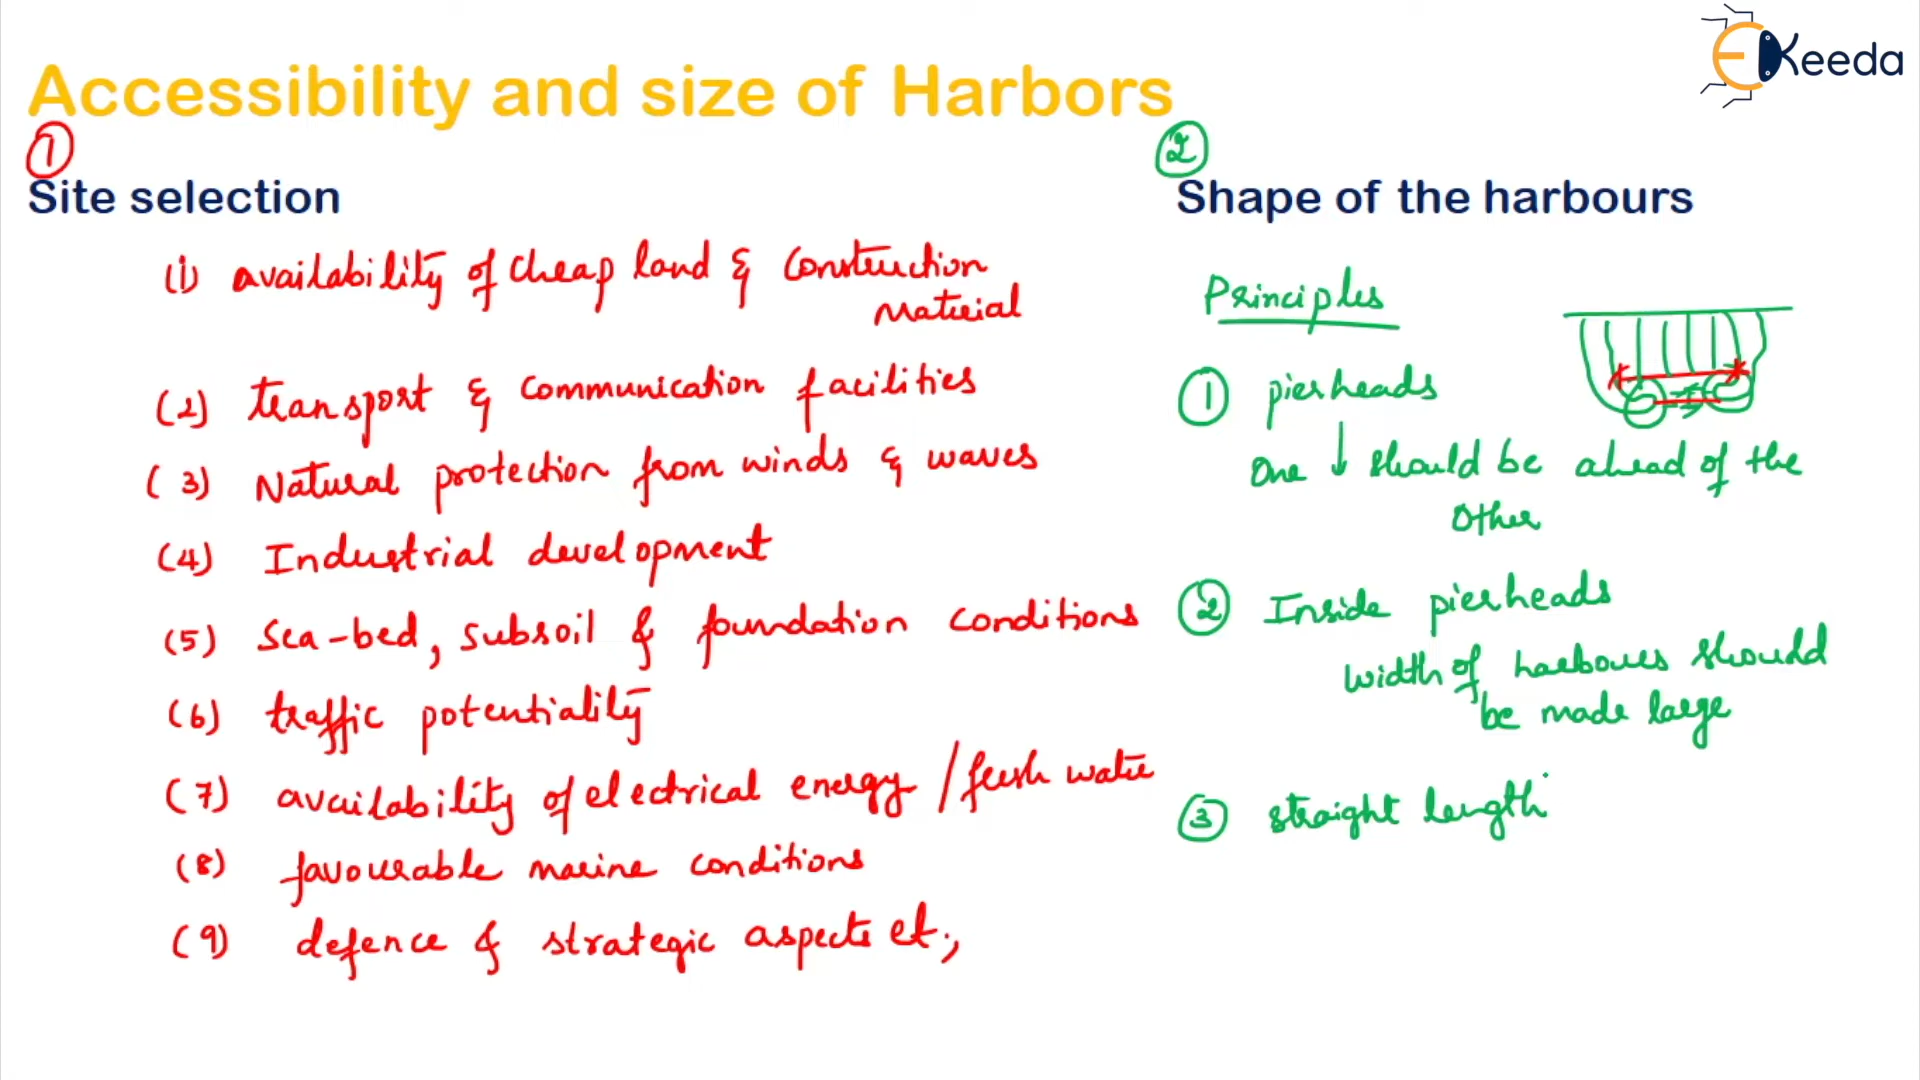 Accessibility and size of Harbors
EKeeda
①
Site selection
(1) availability of cheap land & construction
material
(2) transport & communication facilities
(3) Natural protection from winds & waves
(4) Industrial development
(5) sea-bed, subsoil & foundation conditions
(6) traffic potentiality
(7) availability of electrical energy / fresh water
(8) favourable marine conditions
(9) defence & strategic aspects et.,
②
Shape of the harbours
Principles
① pierheads
One ↓ should be ahead of the
other
② Inside pierheads
width of harbours should
be made large
③ straight length